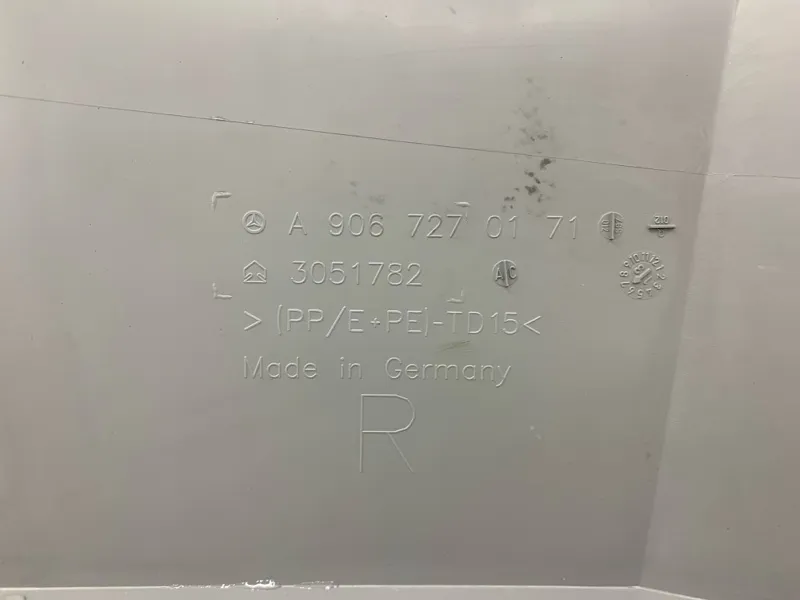 A 906 727 01 71
3051782 A C
>(PP/E+PE)-TD15<
Made in Germany
R